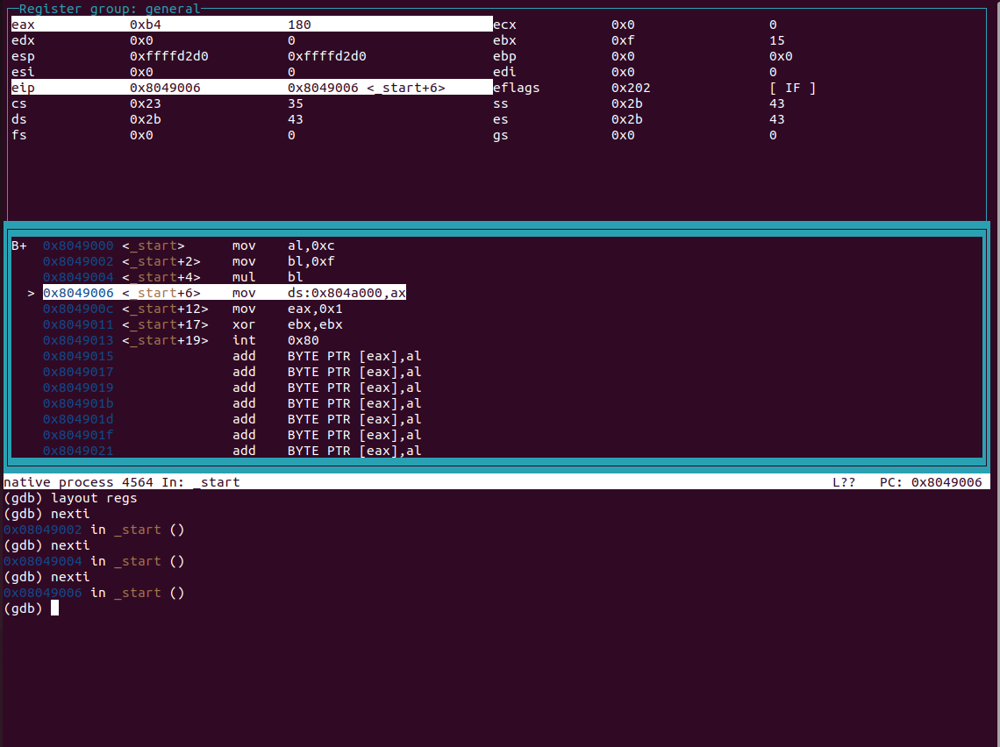 Register group: general
eax 0xb4 180 ecx 0x0 0
edx 0x0 0 ebx 0xf 15
esp 0xffffd2d0 0xffffd2d0 ebp 0x0 0x0
esi 0x0 0 edi 0x0 0
eip 0x8049006 0x8049006 <_start+6> eflags 0x202 [ IF ]
cs 0x23 35 ss 0x2b 43
ds 0x2b 43 es 0x2b 43
fs 0x0 0 gs 0x0 0
B+ 0x8049000 <_start> mov al,0xc
0x8049002 <_start+2> mov bl,0xf
0x8049004 <_start+4> mul bl
> 0x8049006 <_start+6> mov ds:0x804a000,ax
0x804900c <_start+12> mov eax,0x1
0x8049011 <_start+17> xor ebx,ebx
0x8049013 <_start+19> int 0x80
0x8049015 add BYTE PTR [eax],al
0x8049017 add BYTE PTR [eax],al
0x8049019 add BYTE PTR [eax],al
0x804901b add BYTE PTR [eax],al
0x804901d add BYTE PTR [eax],al
0x804901f add BYTE PTR [eax],al
0x8049021 add BYTE PTR [eax],al
native process 4564 In: _start L?? PC: 0x8049006
(gdb) layout regs
(gdb) nexti
0x08049002 in _start ()
(gdb) nexti
0x08049004 in _start ()
(gdb) nexti
0x08049006 in _start ()
(gdb)